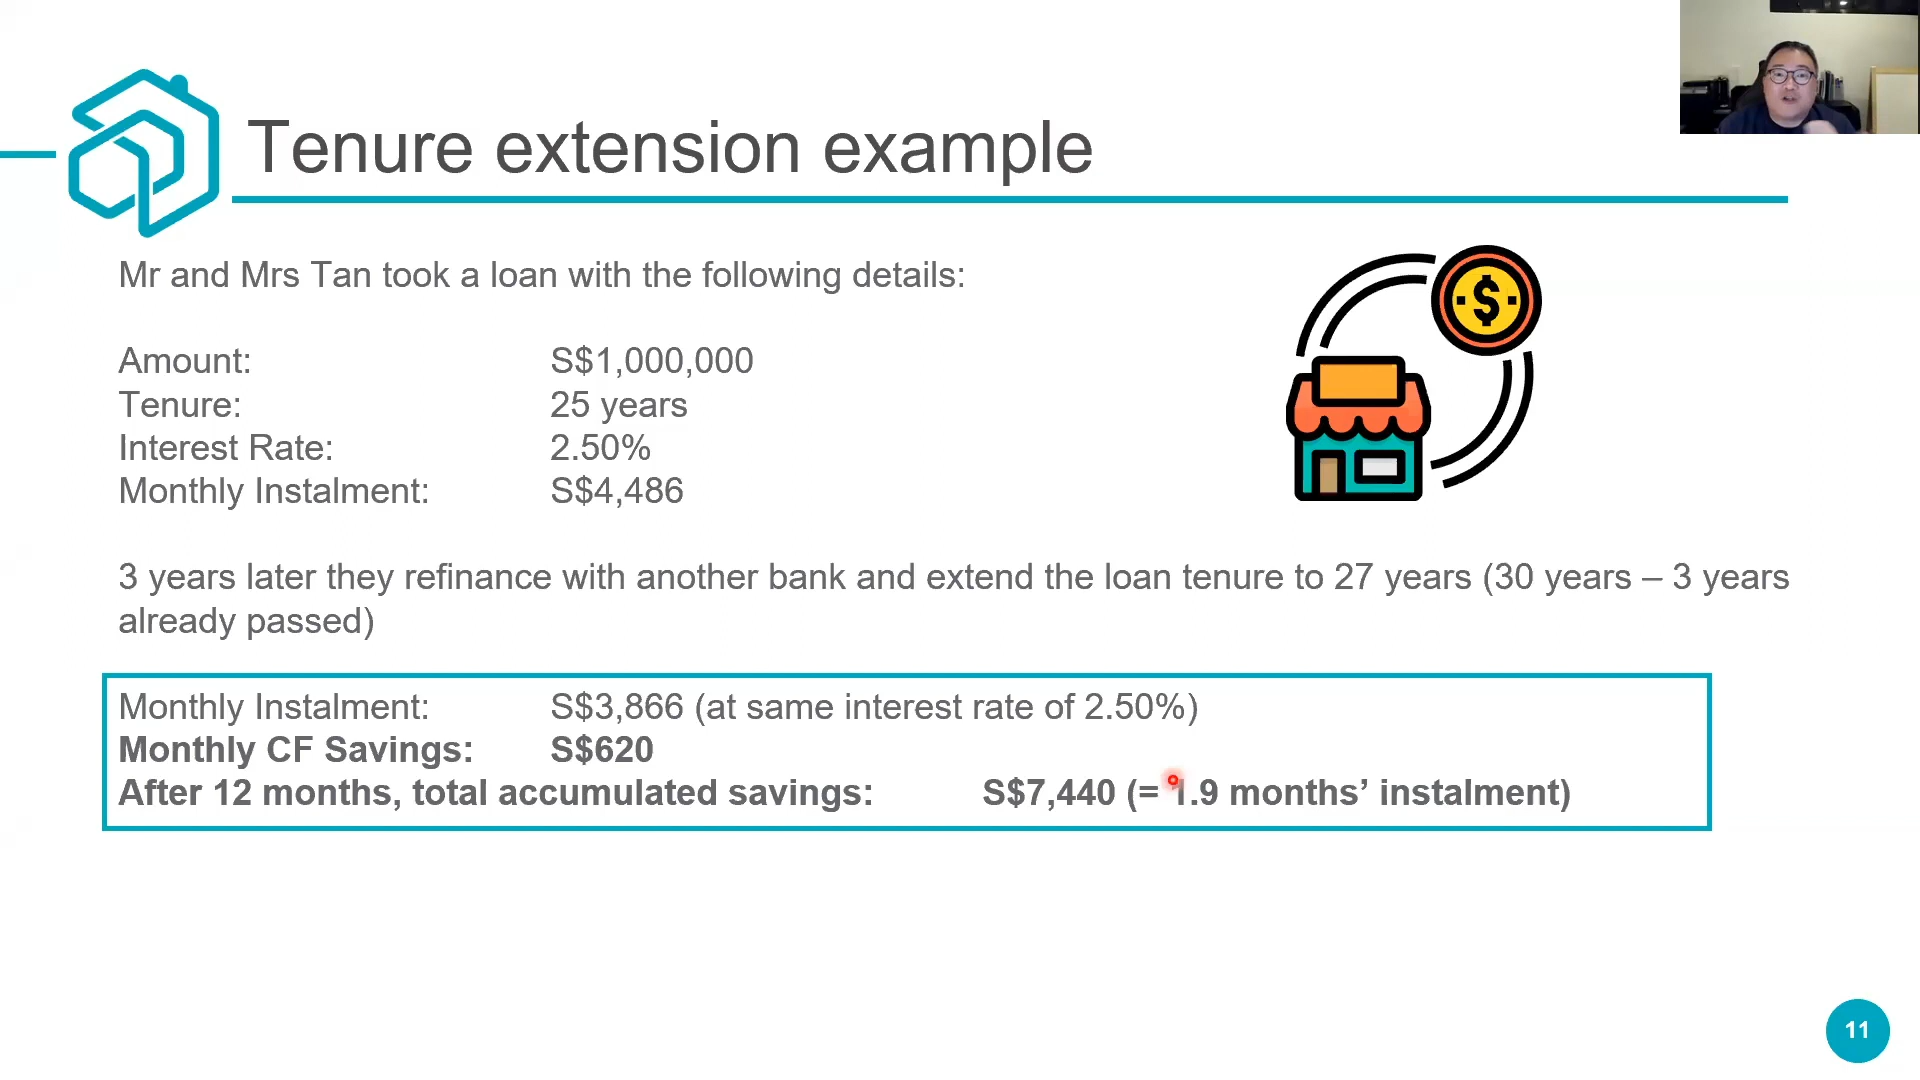 Tenure extension example
Mr and Mrs Tan took a loan with the following details:
Amount: S$1,000,000
Tenure: 25 years
Interest Rate: 2.50%
Monthly Instalment: S$4,486
3 years later they refinance with another bank and extend the loan tenure to 27 years (30 years – 3 years
already passed)
Monthly Instalment: S$3,866 (at same interest rate of 2.50%)
Monthly CF Savings: S$620
After 12 months, total accumulated savings: S$7,440 (= 1.9 months’ instalment)
11